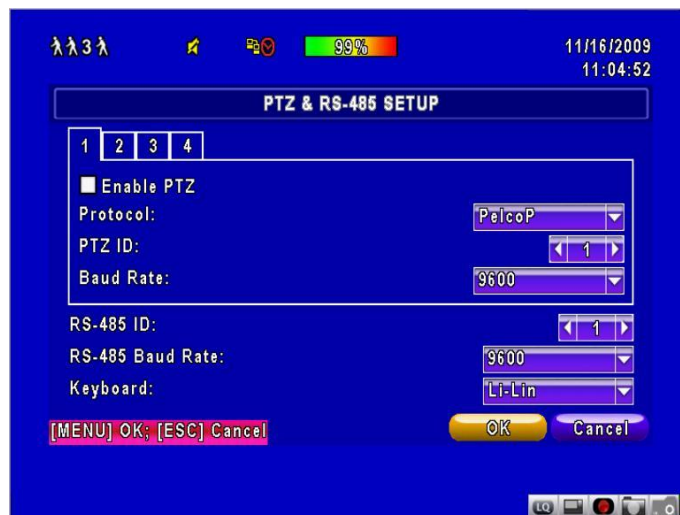 3
99%
11/16/2009
11:04:52
PTZ & RS-485 SETUP
1 2 3 4
Enable PTZ
Protocol: PelcoP
PTZ ID: 1
Baud Rate: 9600
RS-485 ID: 1
RS-485 Baud Rate: 9600
Keyboard: Li-Lin
[MENU] OK; [ESC] Cancel
OK Cancel
LQ